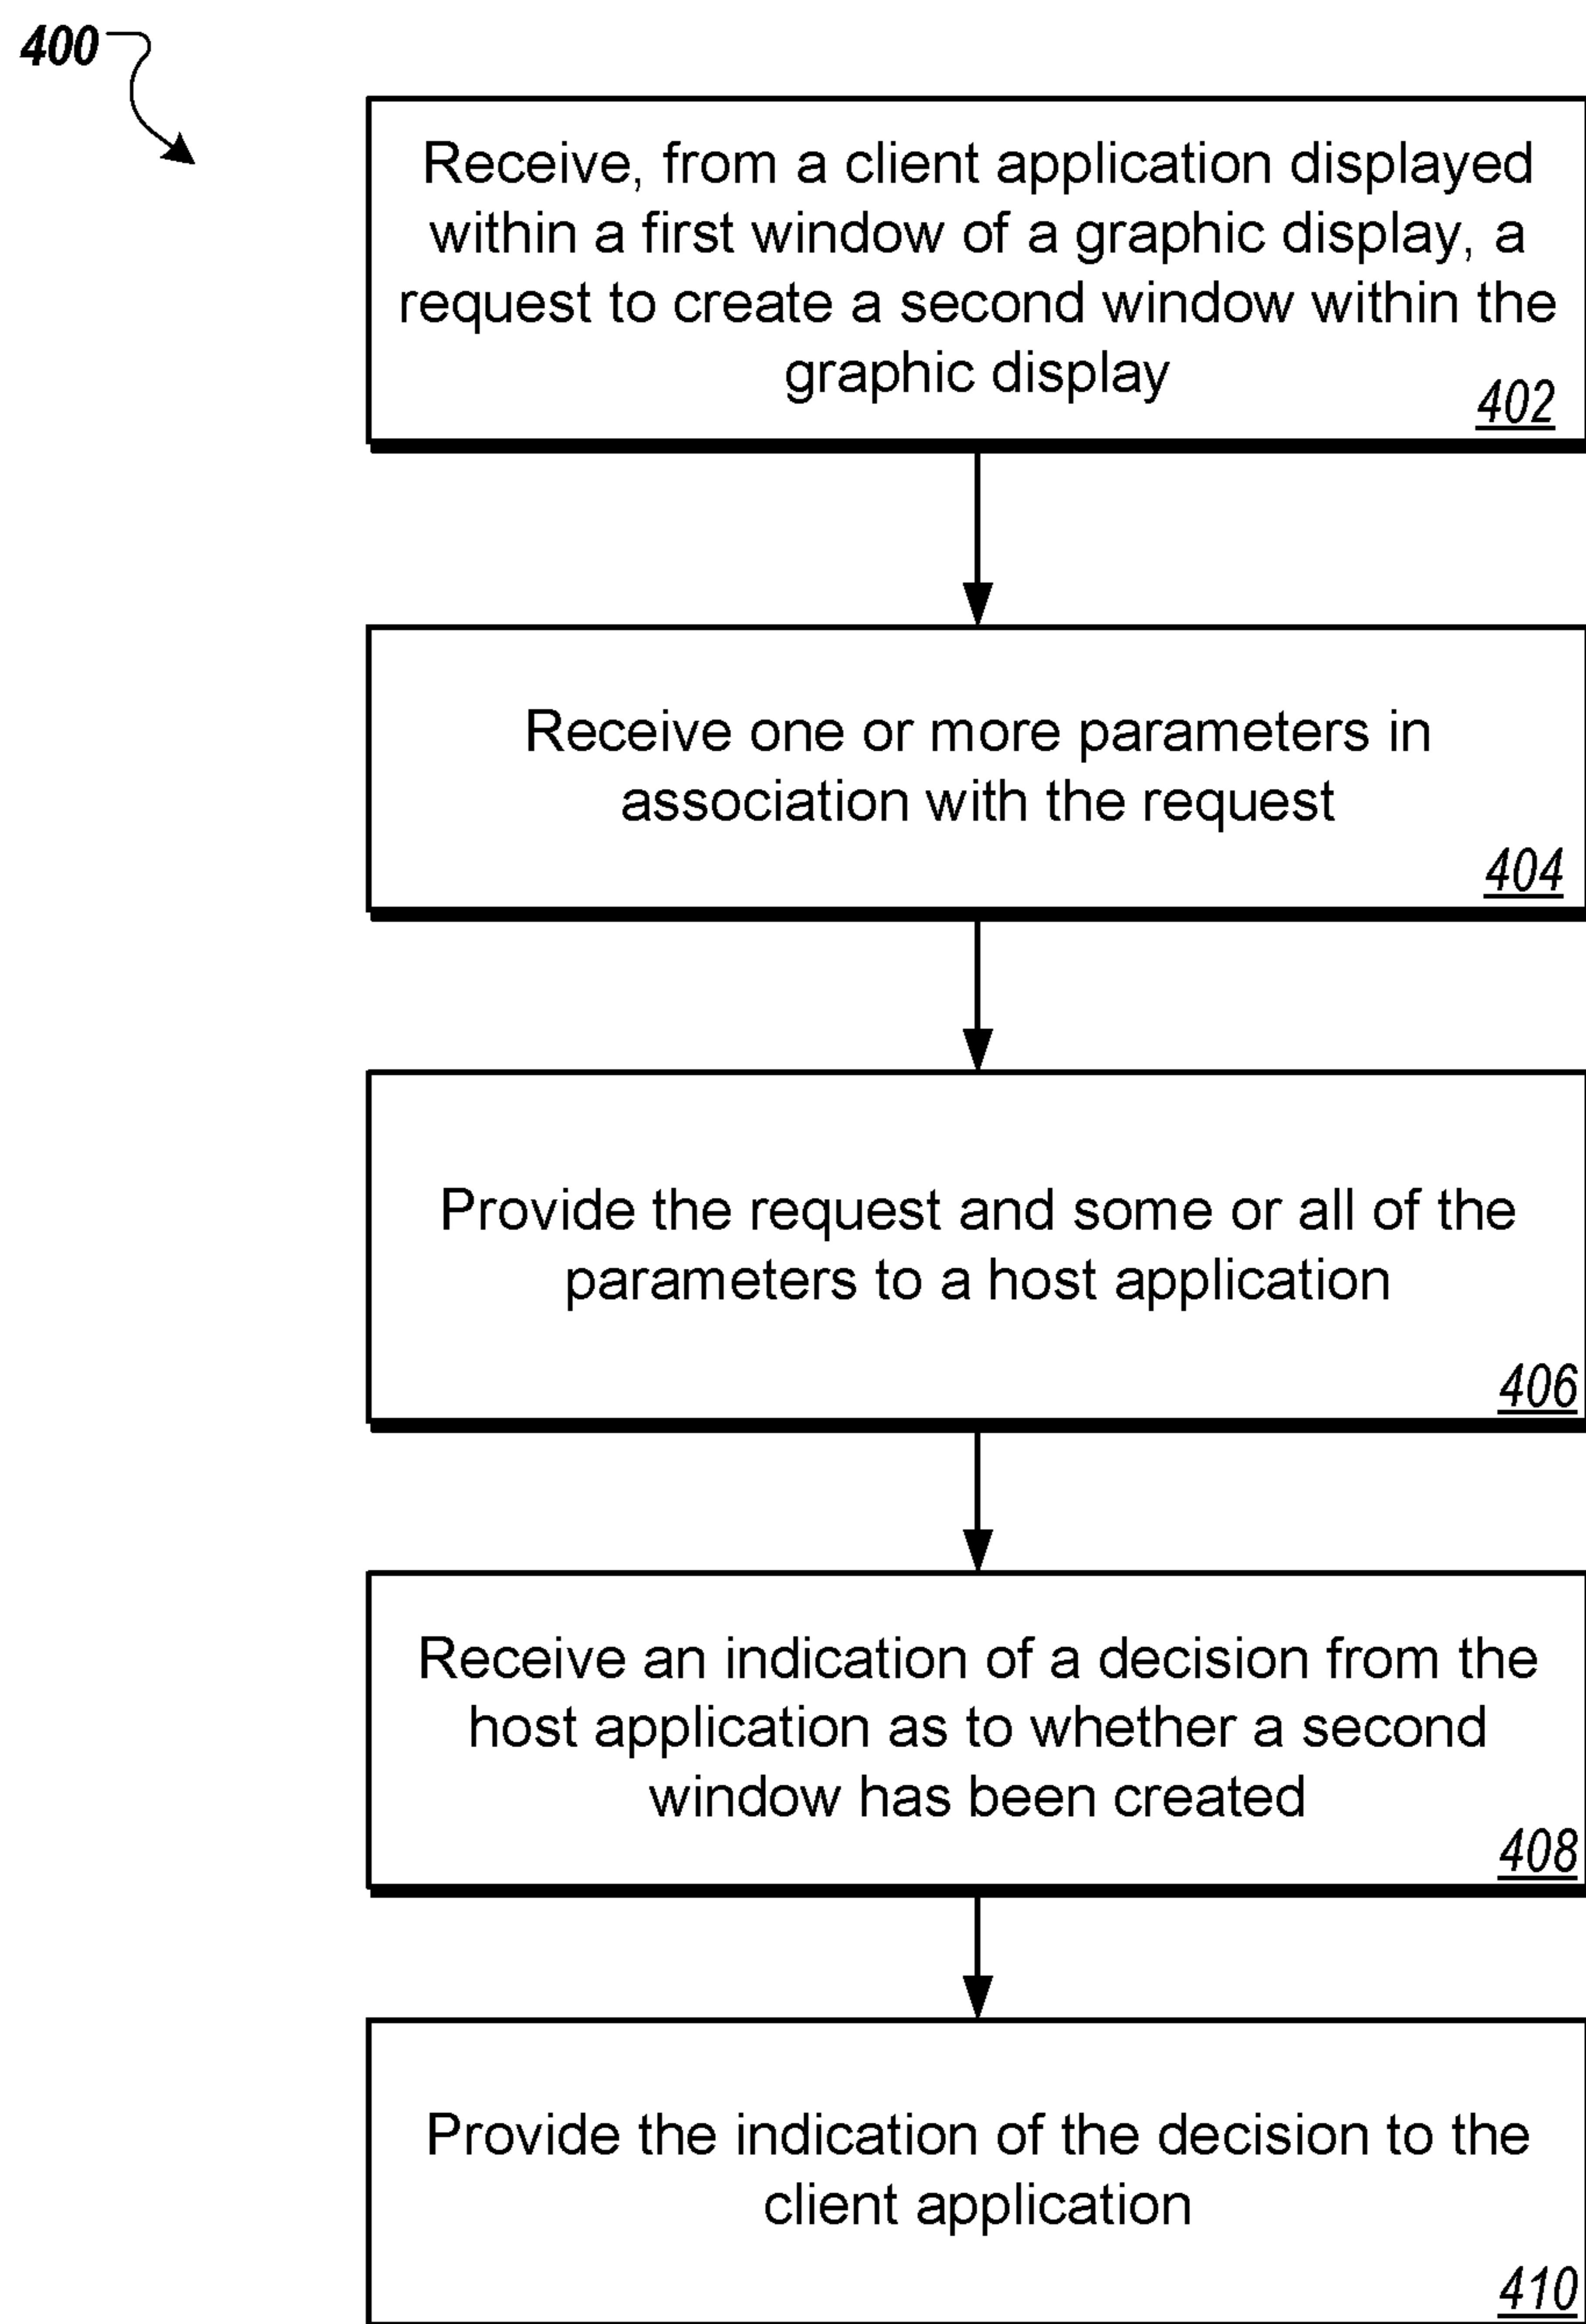 400
Receive, from a client application displayed
within a first window of a graphic display, a
request to create a second window within the
graphic display
402
Receive one or more parameters in
association with the request
404
Provide the request and some or all of the
parameters to a host application
406
Receive an indication of a decision from the
host application as to whether a second
window has been created
408
Provide the indication of the decision to the
client application
410